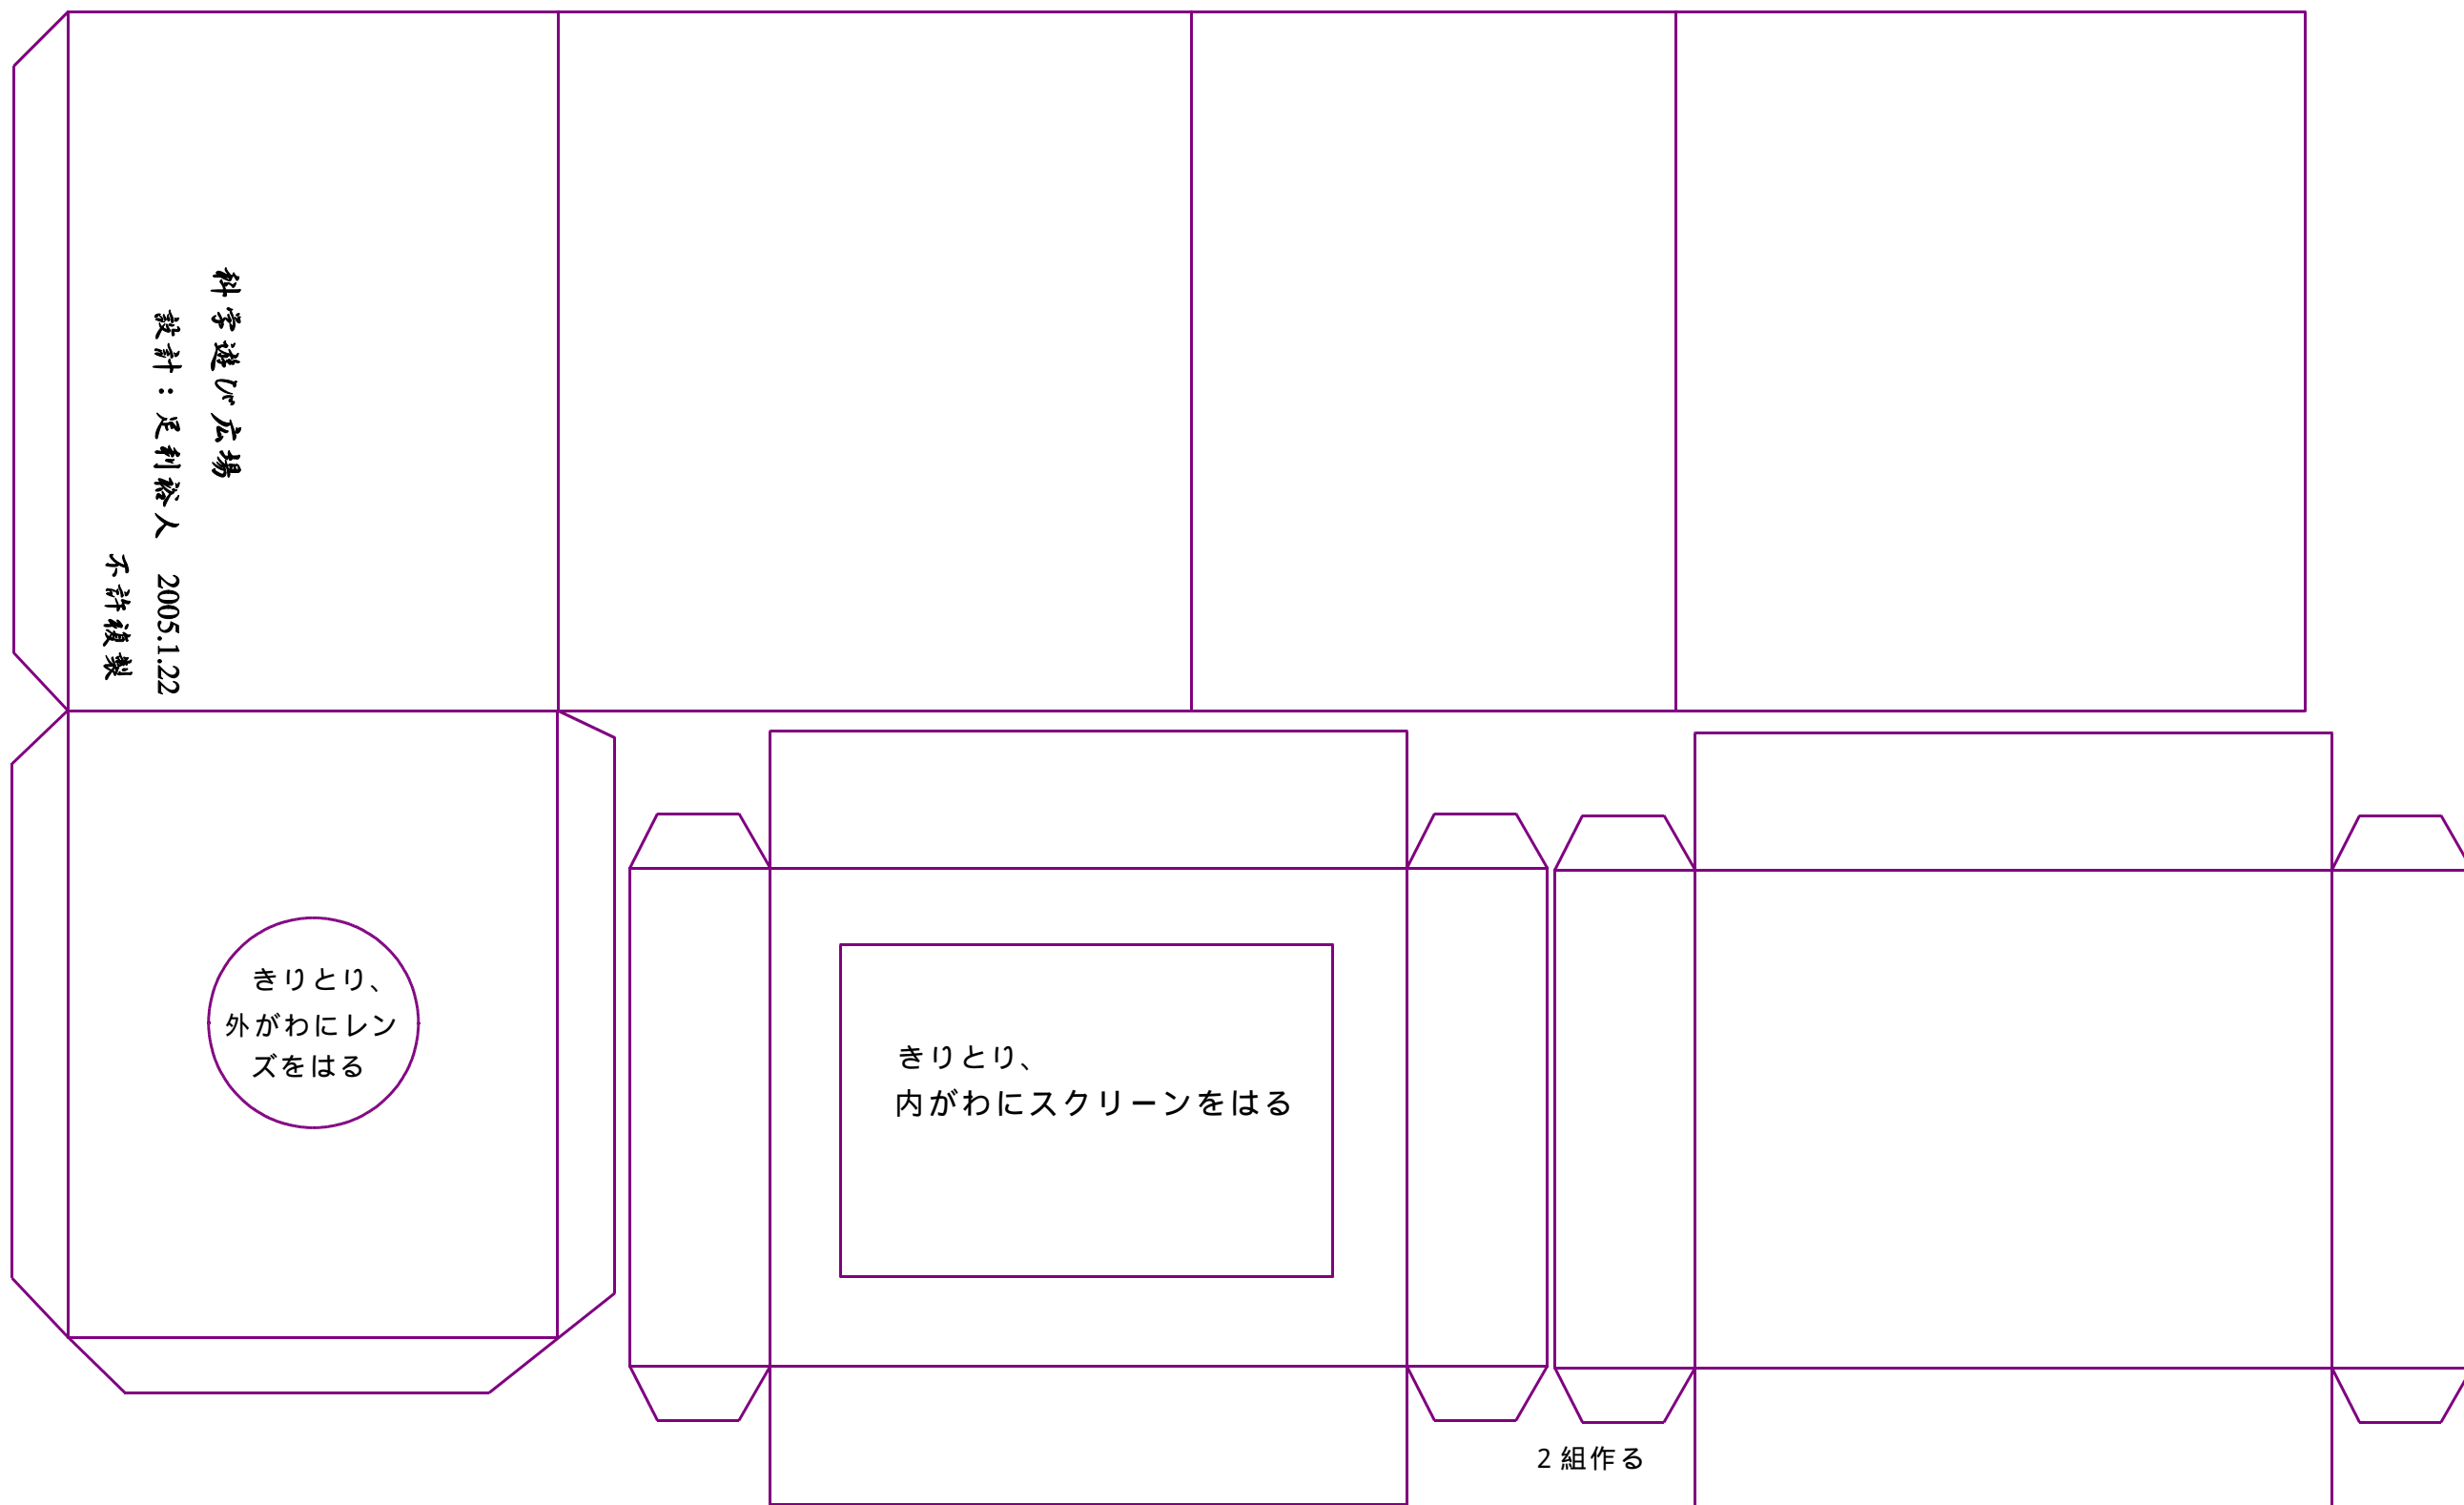 科学遊び広場
設計：足利裕人　2005.1.22
不許復製
きりとり、
外がわにレン
ズをはる
きりとり、
内がわにスクリーンをはる
2組作る